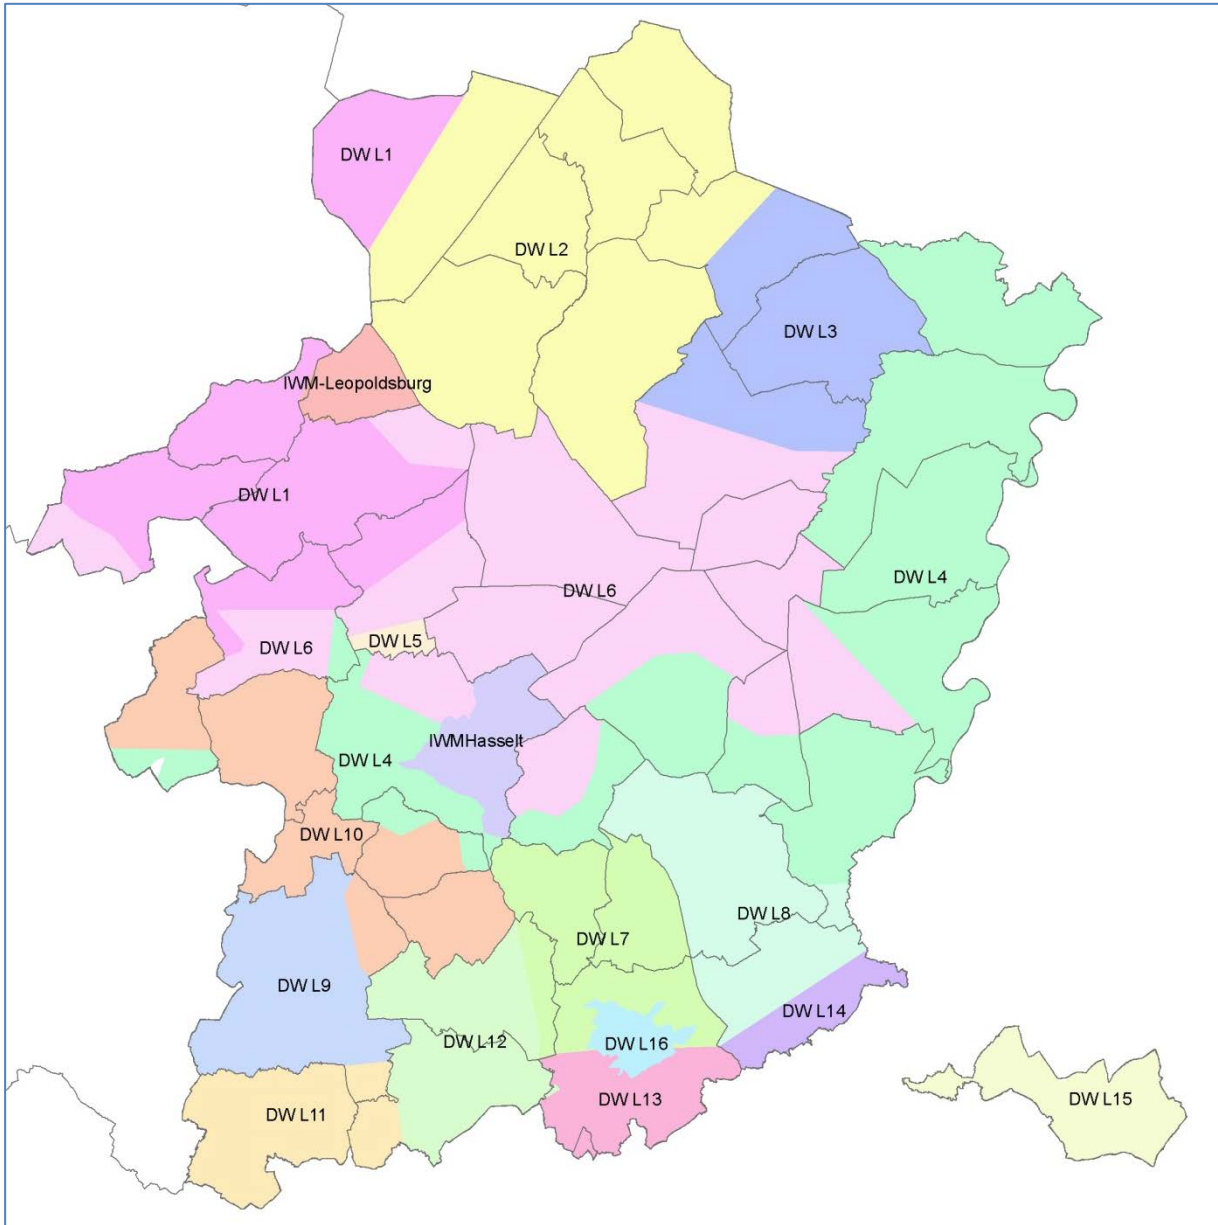 DW L1
DW L2
DW L3
IWM-Leopoldsburg
DW L1
DW L4
DW L6
DW L5
DW L6
IWMHasselt
DW L4
DW L10
DW L8
DW L7
DW L9
DW L14
DW L12
DW L16
DW L13
DW L15
DW L11